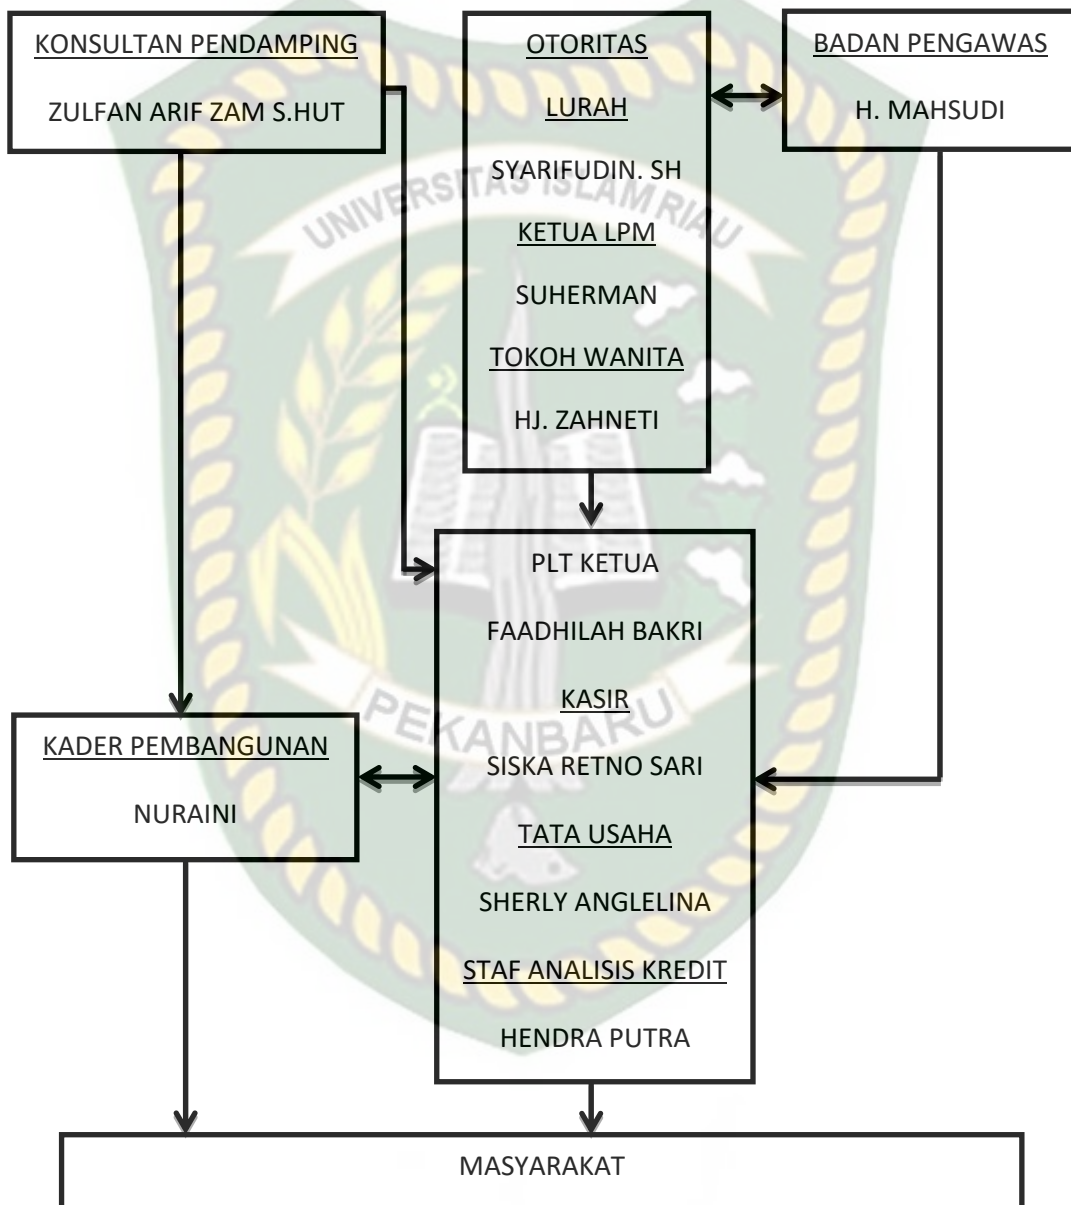 KONSULTAN PENDAMPING
ZULFAN ARIF ZAM S.HUT
OTORITAS
LURAH
SYARIFUDIN. SH
KETUA LPM
SUHERMAN
TOKOH WANITA
HJ. ZAHNETI
BADAN PENGAWAS
H. MAHSUDI
UNIVERSITAS ISLAM RIAU
PLT KETUA
FAADHILAH BAKRI
KASIR
SISKA RETNO SARI
TATA USAHA
SHERLY ANGLELINA
STAF ANALISIS KREDIT
HENDRA PUTRA
PEKANBARU
KADER PEMBANGUNAN
NURAINI
MASYARAKAT